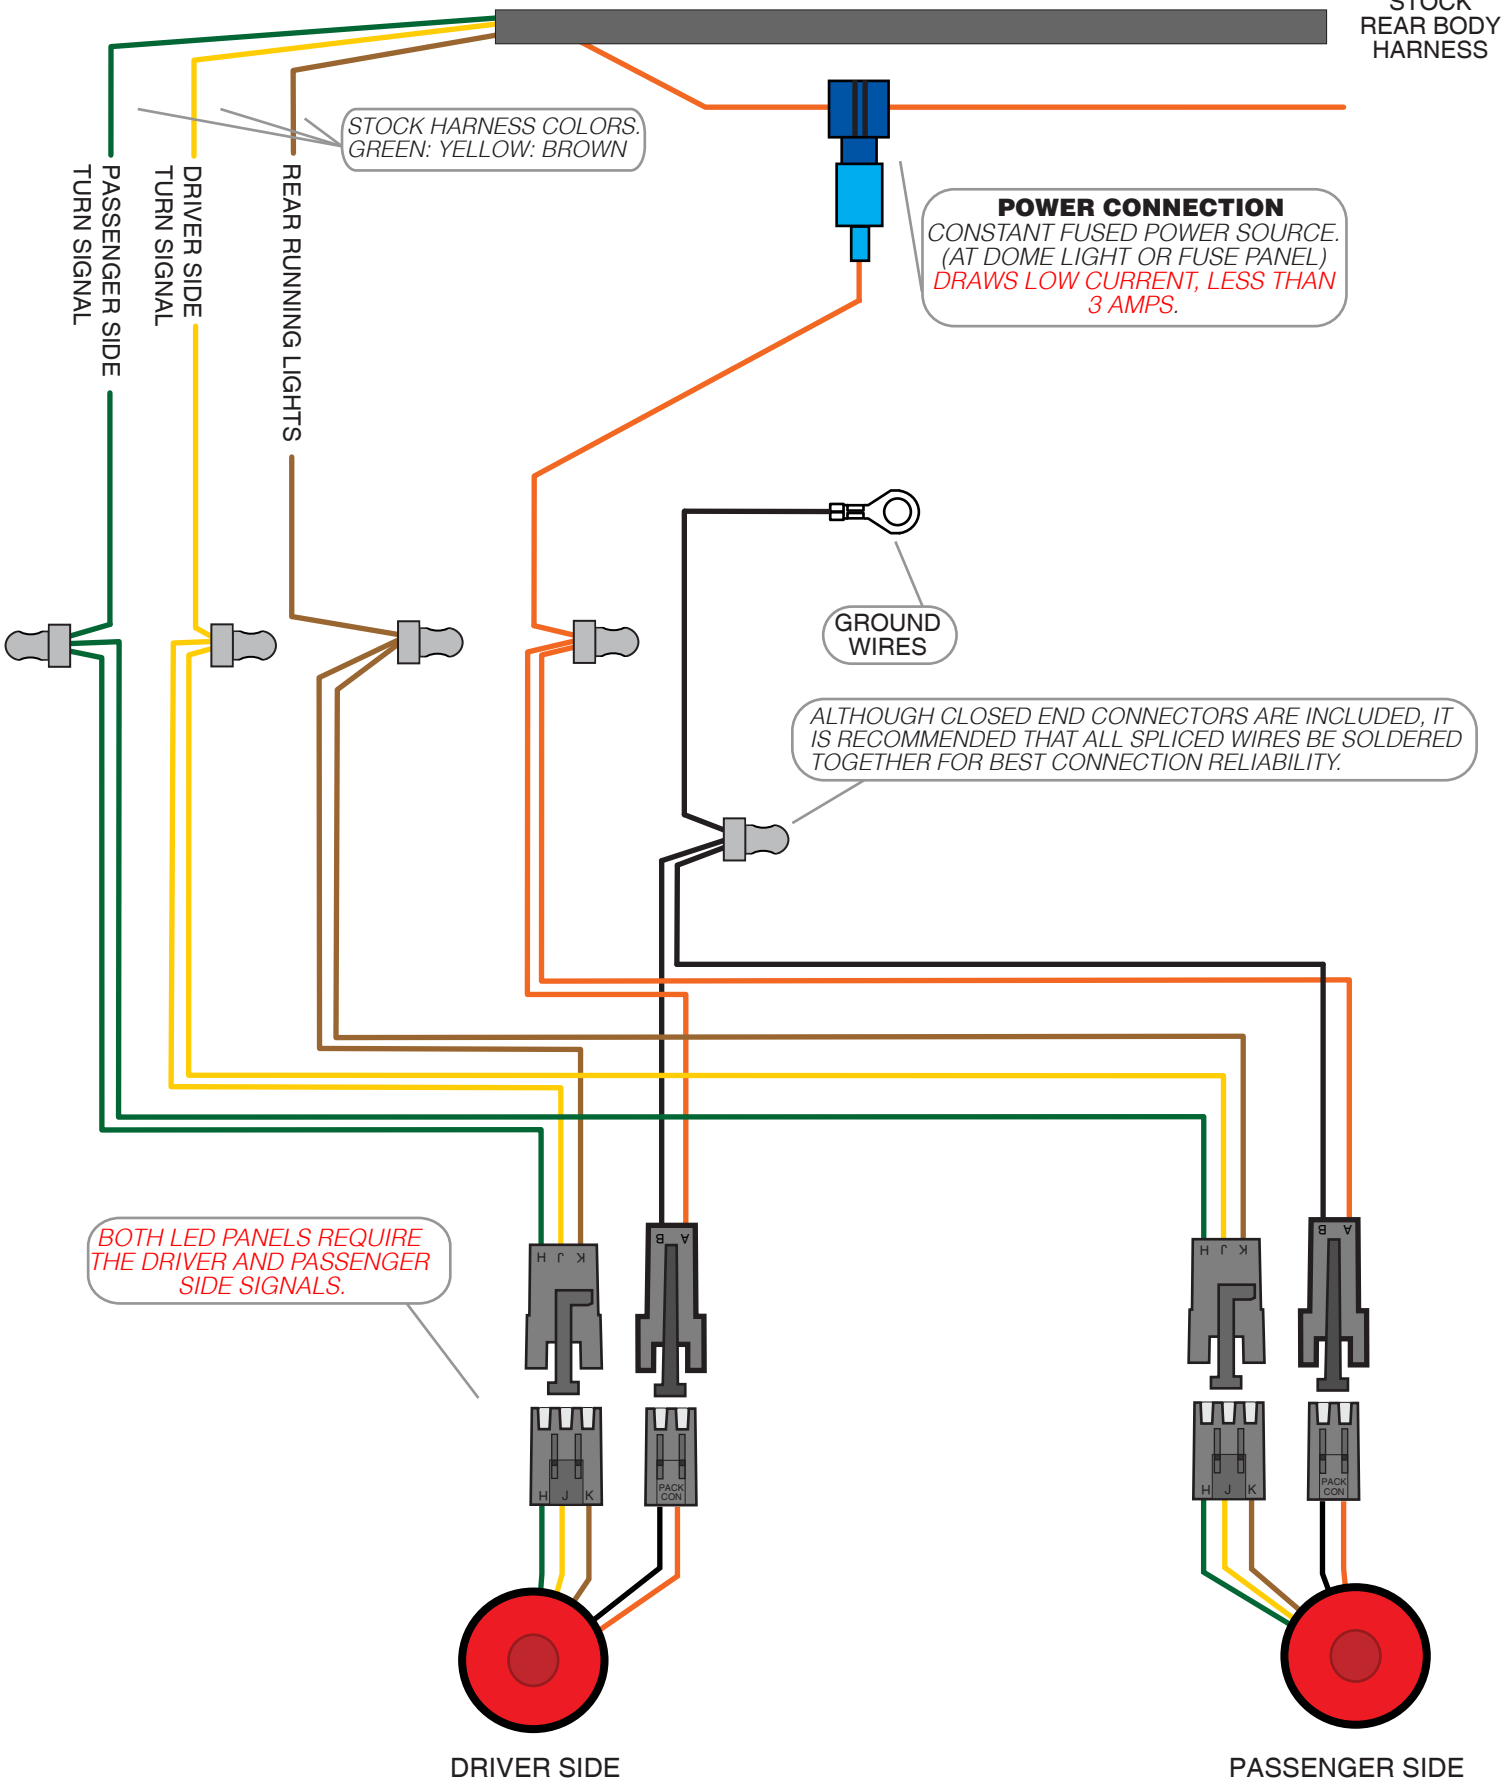 STOCK
REAR BODY
HARNESS
STOCK HARNESS COLORS.
GREEN: YELLOW: BROWN
PASSENGER SIDE
TURN SIGNAL
DRIVER SIDE
TURN SIGNAL
REAR RUNNING LIGHTS
POWER CONNECTION
CONSTANT FUSED POWER SOURCE.
(AT DOME LIGHT OR FUSE PANEL)
DRAWS LOW CURRENT, LESS THAN
3 AMPS.
GROUND
WIRES
ALTHOUGH CLOSED END CONNECTORS ARE INCLUDED, IT
IS RECOMMENDED THAT ALL SPLICED WIRES BE SOLDERED
TOGETHER FOR BEST CONNECTION RELIABILITY.
BOTH LED PANELS REQUIRE
THE DRIVER AND PASSENGER
SIDE SIGNALS.
H J K
B A
H J K
B A
H J K
PACK
CON
H J K
PACK
CON
DRIVER SIDE
PASSENGER SIDE